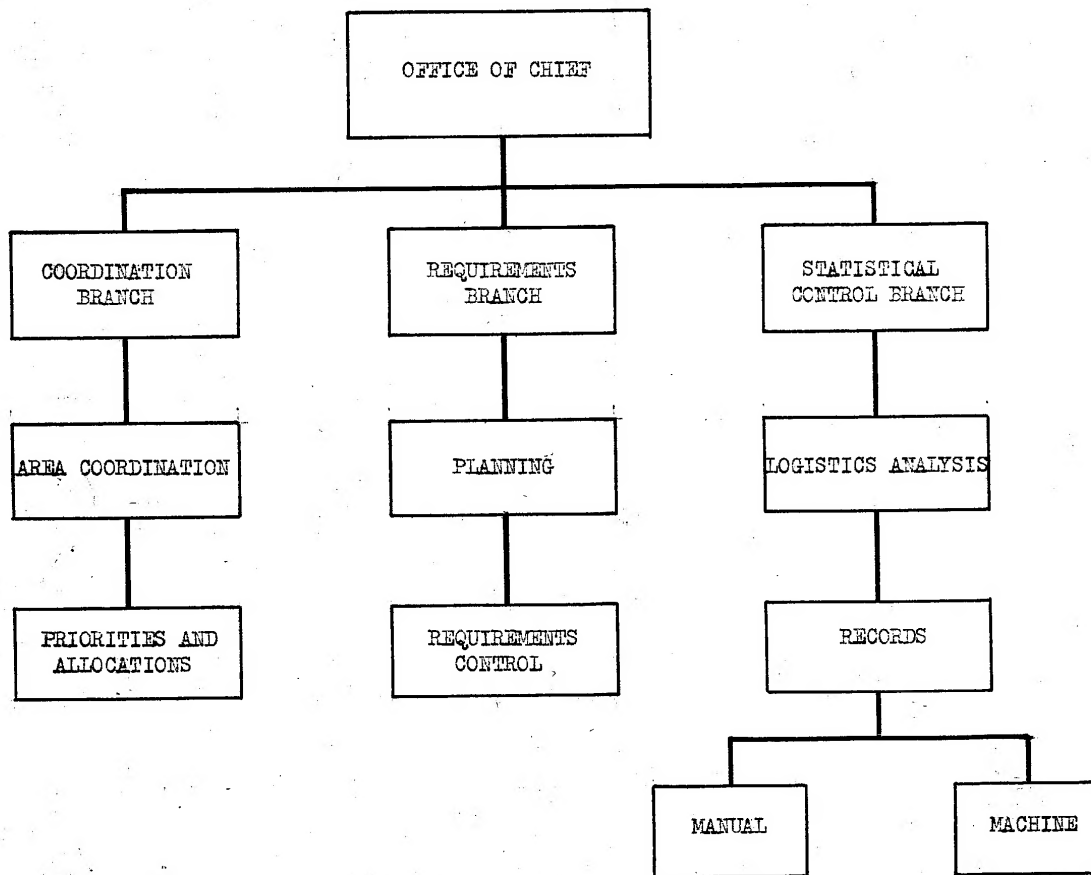 OFFICE OF CHIEF
COORDINATION
BRANCH
REQUIREMENTS
BRANCH
STATISTICAL
CONTROL BRANCH
AREA COORDINATION
PLANNING
LOGISTICS ANALYSIS
PRIORITIES AND
ALLOCATIONS
REQUIREMENTS
CONTROL
RECORDS
MANUAL
MACHINE